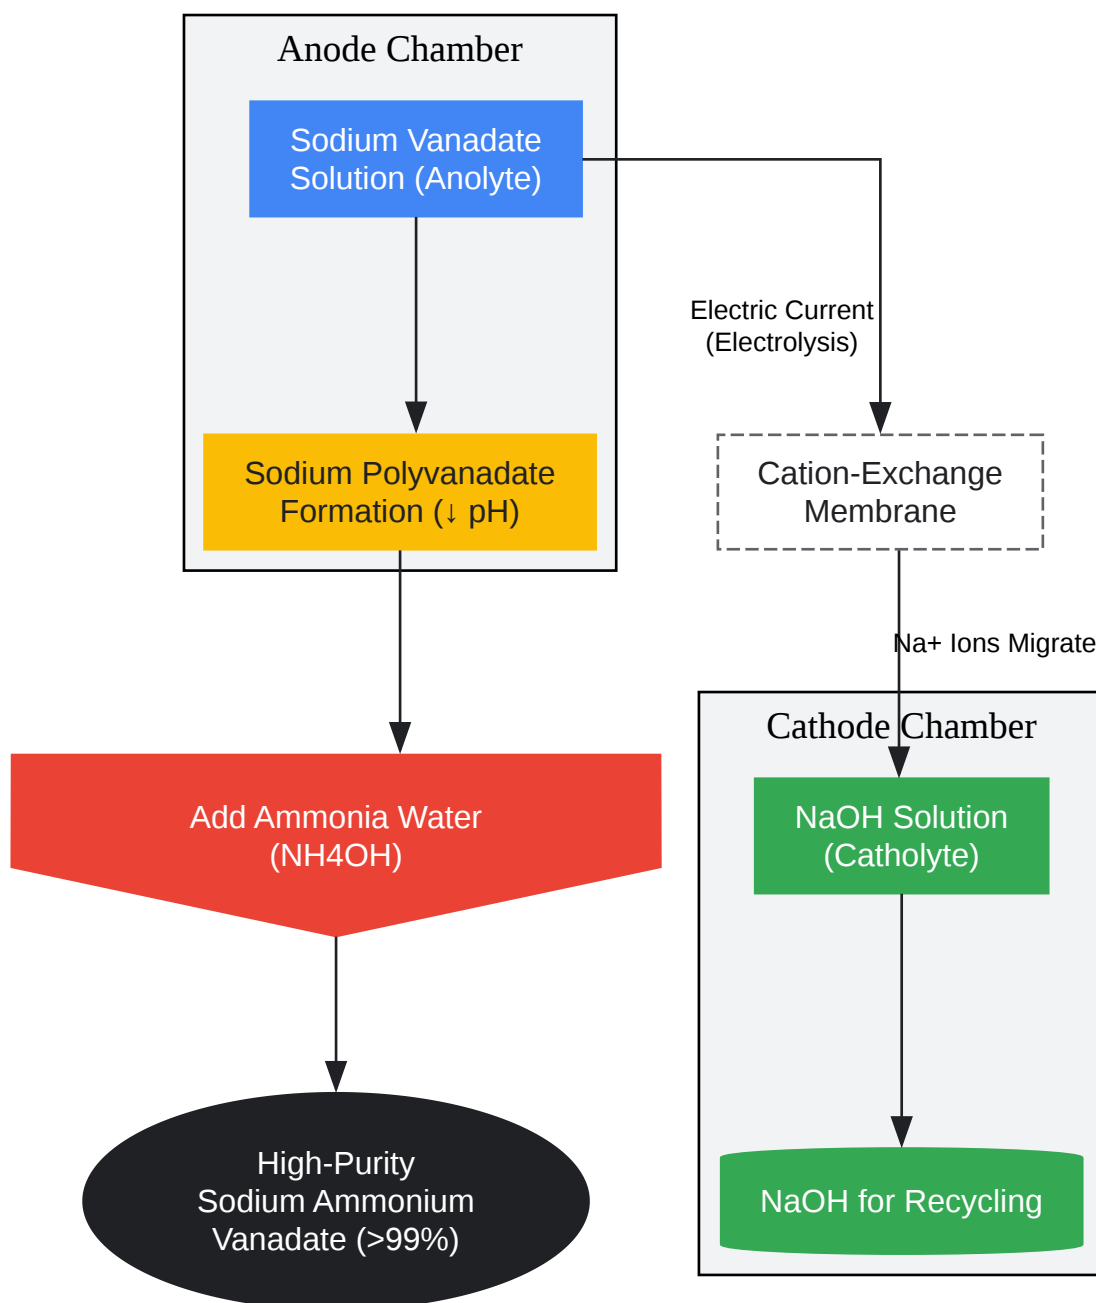 Anode Chamber
Sodium Vanadate
Solution (Anolyte)
Electric Current
(Electrolysis)
Sodium Polyvanadate
Formation (↓ pH)
Cation-Exchange
Membrane
Na+ Ions Migrate
Cathode Chamber
Add Ammonia Water
(NH4OH)
NaOH Solution
(Catholyte)
High-Purity
Sodium Ammonium
Vanadate (>99%)
NaOH for Recycling